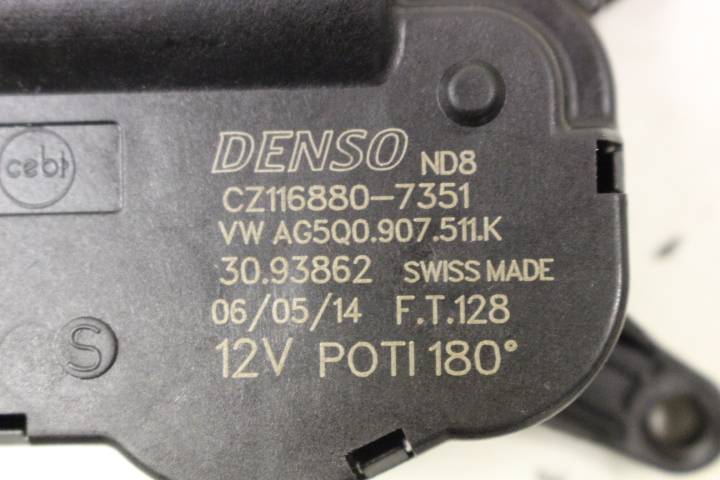 DENSO ND8
cebi
CZ116880-7351
VW AG5Q0.907.511.K
30.93862 SWISS MADE
06/05/14 F.T.128
S
12V POTI 180°